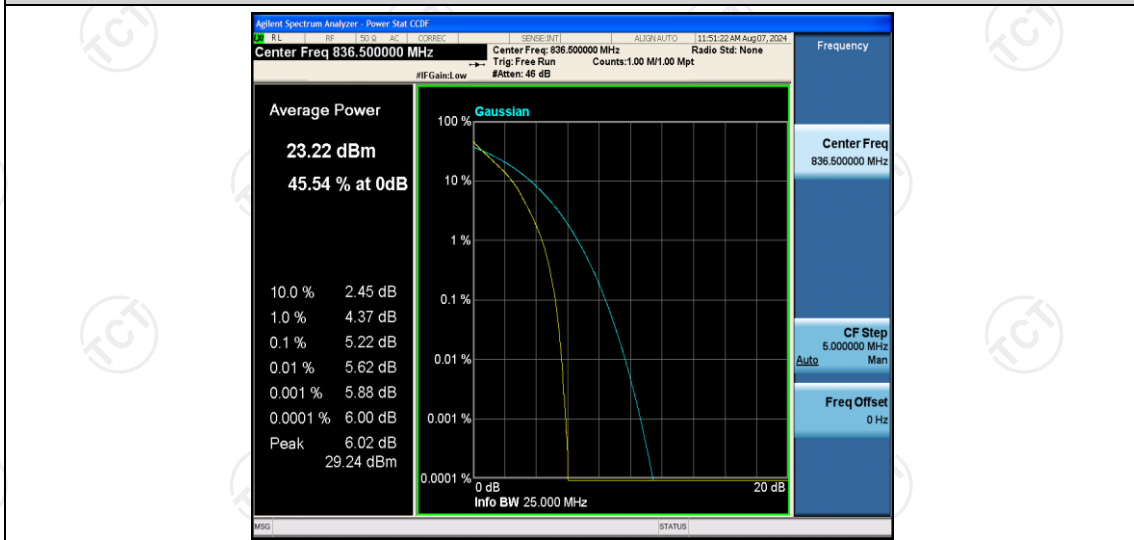 Agilent Spectrum Analyzer - Power Stat CCDF
RL RF 50 Ω AC CORREC SENSE:INT ALIGNAUTO 11:51:22 AM Aug 07, 2024
Center Freq 836.500000 MHz
Center Freq: 836.500000 MHz Radio Std: None
Trig: Free Run Counts:1.00 M/1.00 Mpt
#IFGain:Low #Atten: 46 dB
Frequency
Average Power
23.22 dBm
45.54 % at 0dB
10.0 % 2.45 dB
1.0 % 4.37 dB
0.1 % 5.22 dB
0.01 % 5.62 dB
0.001 % 5.88 dB
0.0001 % 6.00 dB
Peak 6.02 dB
29.24 dBm
Gaussian
100 %
10 %
1 %
0.1 %
0.01 %
0.001 %
0.0001 %
0 dB 20 dB
Info BW 25.000 MHz
Center Freq
836.500000 MHz
CF Step
5.000000 MHz
Auto Man
Freq Offset
0 Hz
MSG STATUS
TCT
TCT
TCT
TCT